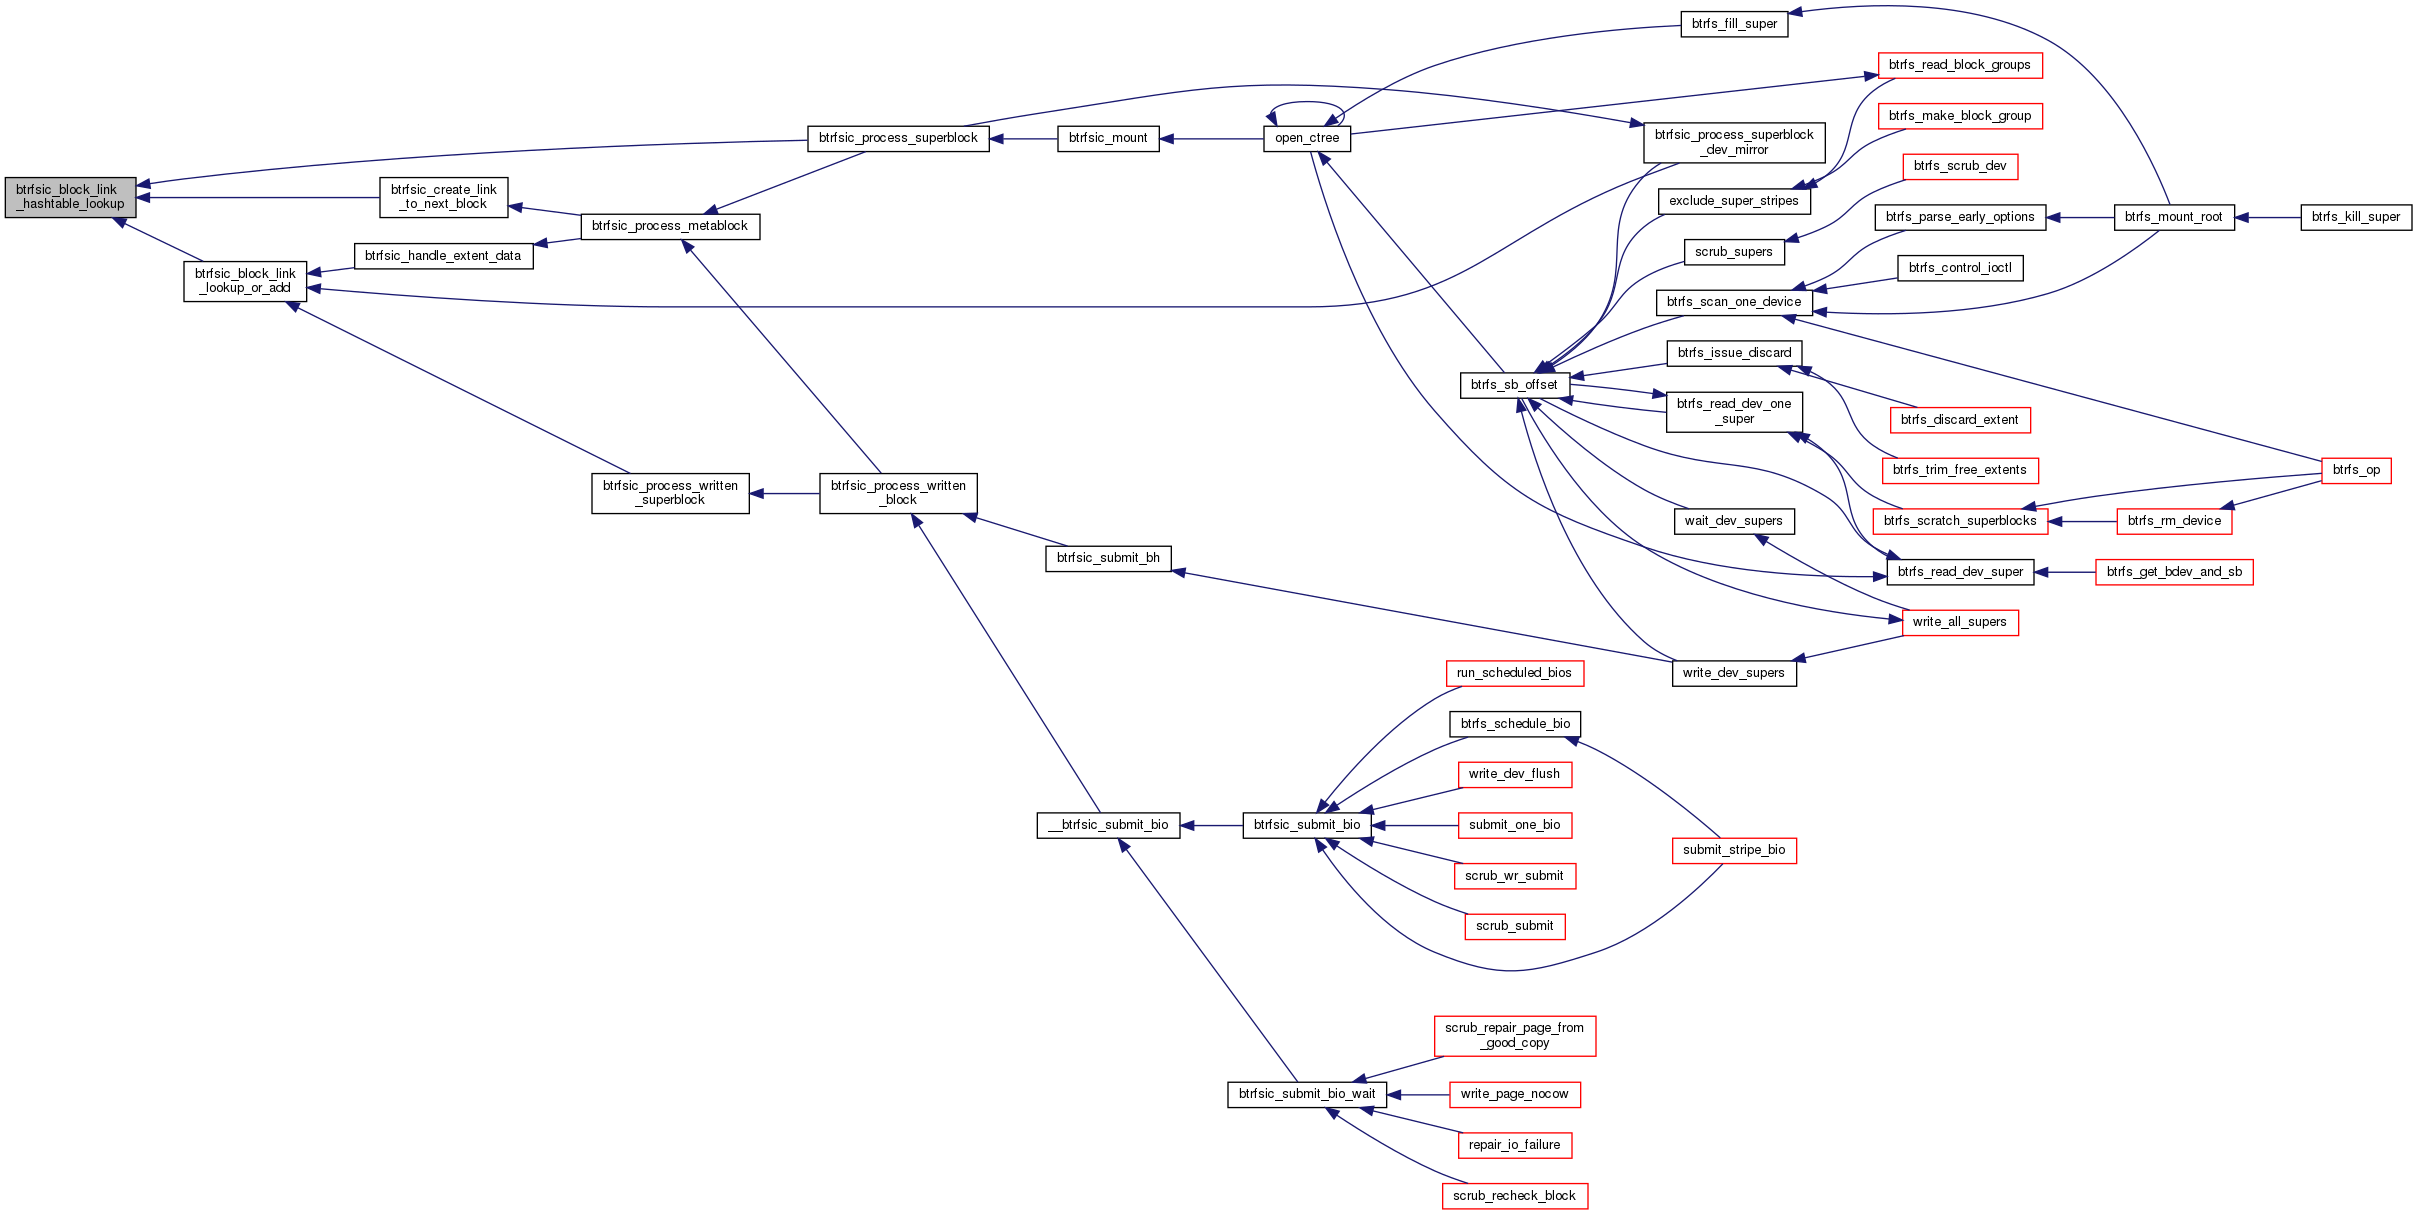 btrfsic_block_link
_hashtable_lookup
btrfsic_create_link
_to_next_block
btrfsic_block_link
_lookup_or_add
btrfsic_handle_extent_data
btrfsic_process_metablock
btrfsic_process_written
_superblock
btrfsic_process_superblock
btrfsic_process_written
_block
btrfsic_mount
btrfsic_submit_bh
__btrfsic_submit_bio
open_ctree
btrfsic_submit_bio
btrfsic_submit_bio_wait
btrfs_sb_offset
run_scheduled_bios
btrfs_schedule_bio
write_dev_flush
submit_one_bio
scrub_wr_submit
scrub_submit
scrub_repair_page_from
_good_copy
write_page_nocow
repair_io_failure
scrub_recheck_block
btrfs_fill_super
btrfsic_process_superblock
_dev_mirror
exclude_super_stripes
scrub_supers
btrfs_scan_one_device
btrfs_issue_discard
btrfs_read_dev_one
_super
wait_dev_supers
write_dev_supers
submit_stripe_bio
btrfs_read_block_groups
btrfs_make_block_group
btrfs_scrub_dev
btrfs_parse_early_options
btrfs_control_ioctl
btrfs_discard_extent
btrfs_trim_free_extents
btrfs_scratch_superblocks
btrfs_read_dev_super
write_all_supers
btrfs_mount_root
btrfs_rm_device
btrfs_get_bdev_and_sb
btrfs_kill_super
btrfs_op